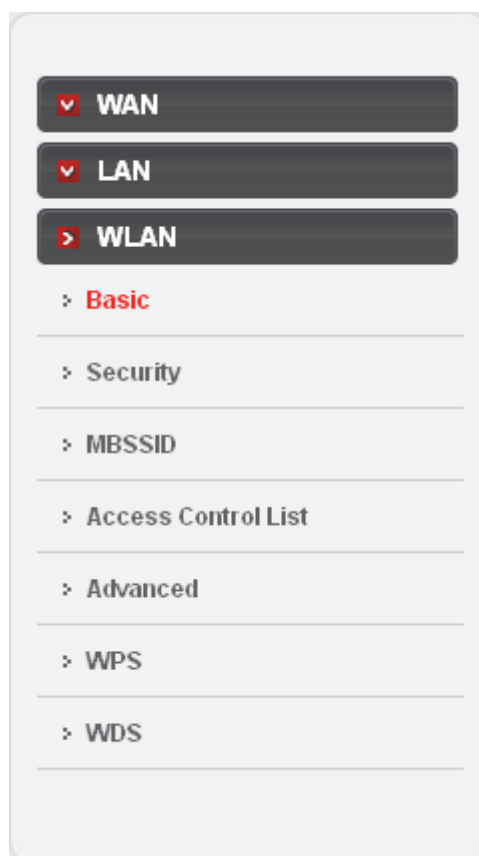 WAN
LAN
WLAN
Basic
Security
MBSSID
Access Control List
Advanced
WPS
WDS